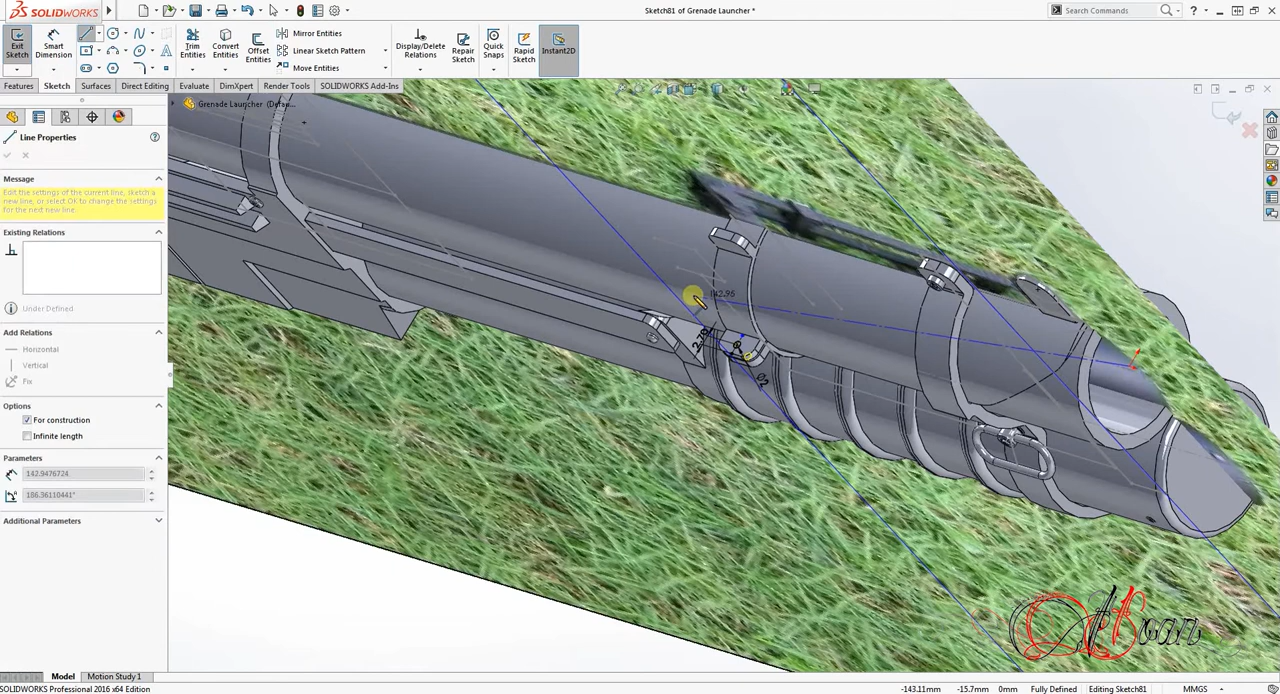 SOLIDWORKS
Sketch81 of Grenade Launcher *
Search Commands
Exit Sketch
Smart Dimension
Trim Entities
Convert Entities
Offset Entities
Mirror Entities
Linear Sketch Pattern
Move Entities
Display/Delete Relations
Repair Sketch
Quick Snaps
Rapid Sketch
Instant2D
Features
Sketch
Surfaces
Direct Editing
Evaluate
DimXpert
Render Tools
SOLIDWORKS Add-Ins
Grenade Launcher (Defau...
Line Properties
Message
Edit the settings of the current line, sketch a
new line, or select OK to change the settings
for the next new line.
Existing Relations
Under Defined
Add Relations
Horizontal
Vertical
Fix
Options
For construction
Infinite length
Parameters
142.9476724
186.36110441°
Additional Parameters
142.95
Ø2
Model
Motion Study 1
SOLIDWORKS Professional 2016 x64 Edition
-143.11mm
-15.7mm
0mm
Fully Defined
Editing Sketch81
MMGS